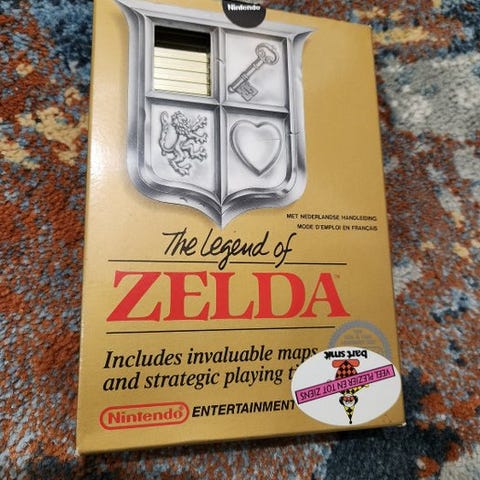 Nintendo
MET NEDERLANDSE HANDLEIDING
MODE D'EMPLOI EN FRANÇAIS
The Legend of
ZELDA™
Includes invaluable maps
and strategic playing
Nintendo® ENTERTAINMENT
bart smit
VEEL PLEZIER EN TOT ZIENS